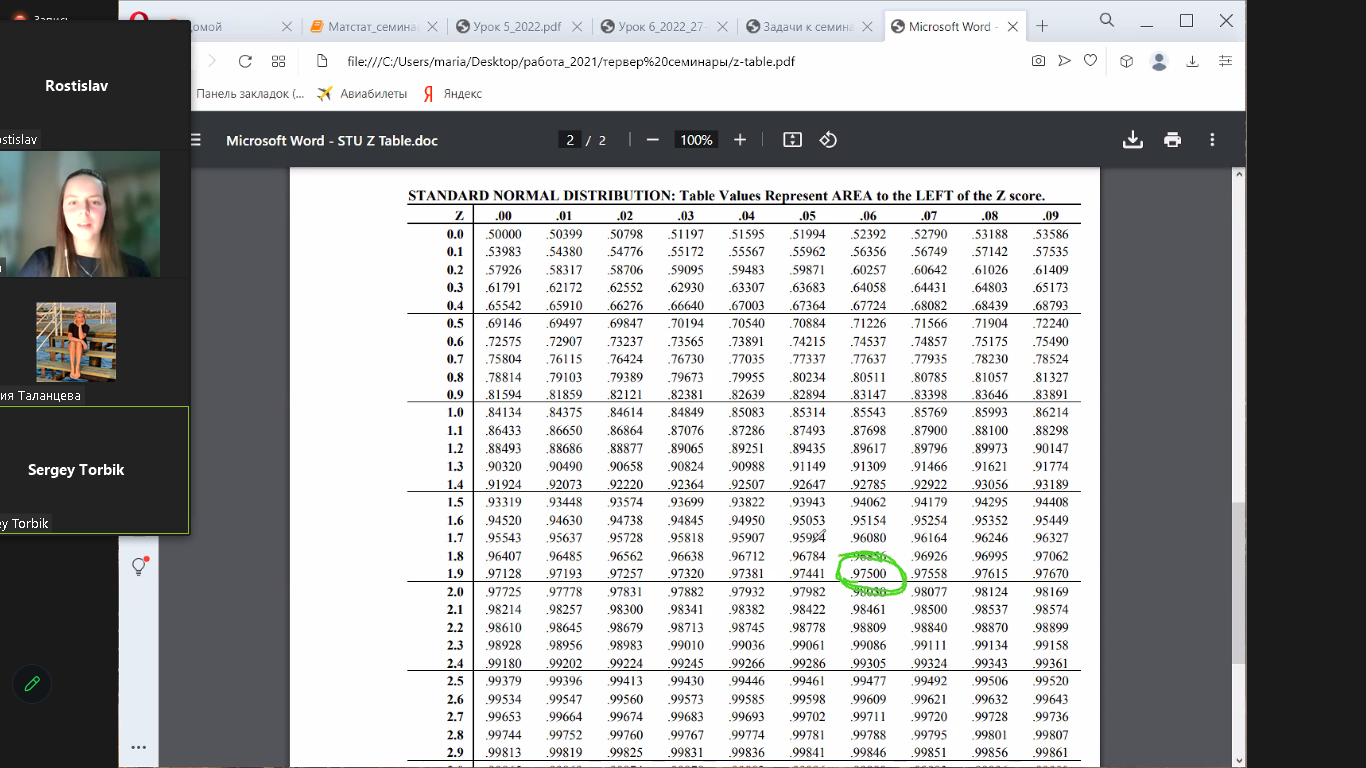 Запись
Rostislav
ostislav
ия Таланцева
Sergey Torbik
ey Torbik
домой
Матстат_семина
Урок 5_2022.pdf
Урок 6_2022_27-
Задачи к семина
Microsoft Word -
file:///C:/Users/maria/Desktop/работа_2021/тервер%20семинары/z-table.pdf
Панель закладок (...
Авиабилеты
Яндекс
Microsoft Word - STU Z Table.doc
2 / 2
100%
STANDARD NORMAL DISTRIBUTION: Table Values Represent AREA to the LEFT of the Z score.
Z .00 .01 .02 .03 .04 .05 .06 .07 .08 .09
0.0 .50000 .50399 .50798 .51197 .51595 .51994 .52392 .52790 .53188 .53586
0.1 .53983 .54380 .54776 .55172 .55567 .55962 .56356 .56749 .57142 .57535
0.2 .57926 .58317 .58706 .59095 .59483 .59871 .60257 .60642 .61026 .61409
0.3 .61791 .62172 .62552 .62930 .63307 .63683 .64058 .64431 .64803 .65173
0.4 .65542 .65910 .66276 .66640 .67003 .67364 .67724 .68082 .68439 .68793
0.5 .69146 .69497 .69847 .70194 .70540 .70884 .71226 .71566 .71904 .72240
0.6 .72575 .72907 .73237 .73565 .73891 .74215 .74537 .74857 .75175 .75490
0.7 .75804 .76115 .76424 .76730 .77035 .77337 .77637 .77935 .78230 .78524
0.8 .78814 .79103 .79389 .79673 .79955 .80234 .80511 .80785 .81057 .81327
0.9 .81594 .81859 .82121 .82381 .82639 .82894 .83147 .83398 .83646 .83891
1.0 .84134 .84375 .84614 .84849 .85083 .85314 .85543 .85769 .85993 .86214
1.1 .86433 .86650 .86864 .87076 .87286 .87493 .87698 .87900 .88100 .88298
1.2 .88493 .88686 .88877 .89065 .89251 .89435 .89617 .89796 .89973 .90147
1.3 .90320 .90490 .90658 .90824 .90988 .91149 .91309 .91466 .91621 .91774
1.4 .91924 .92073 .92220 .92364 .92507 .92647 .92785 .92922 .93056 .93189
1.5 .93319 .93448 .93574 .93699 .93822 .93943 .94062 .94179 .94295 .94408
1.6 .94520 .94630 .94738 .94845 .94950 .95053 .95154 .95254 .95352 .95449
1.7 .95543 .95637 .95728 .95818 .95907 .95994 .96080 .96164 .96246 .96327
1.8 .96407 .96485 .96562 .96638 .96712 .96784 .96856 .96926 .96995 .97062
1.9 .97128 .97193 .97257 .97320 .97381 .97441 .97500 .97558 .97615 .97670
2.0 .97725 .97778 .97831 .97882 .97932 .97982 .98030 .98077 .98124 .98169
2.1 .98214 .98257 .98300 .98341 .98382 .98422 .98461 .98500 .98537 .98574
2.2 .98610 .98645 .98679 .98713 .98745 .98778 .98809 .98840 .98870 .98899
2.3 .98928 .98956 .98983 .99010 .99036 .99061 .99086 .99111 .99134 .99158
2.4 .99180 .99202 .99224 .99245 .99266 .99286 .99305 .99324 .99343 .99361
2.5 .99379 .99396 .99413 .99430 .99446 .99461 .99477 .99492 .99506 .99520
2.6 .99534 .99547 .99560 .99573 .99585 .99598 .99609 .99621 .99632 .99643
2.7 .99653 .99664 .99674 .99683 .99693 .99702 .99711 .99720 .99728 .99736
2.8 .99744 .99752 .99760 .99767 .99774 .99781 .99788 .99795 .99801 .99807
2.9 .99813 .99819 .99825 .99831 .99836 .99841 .99846 .99851 .99856 .99861